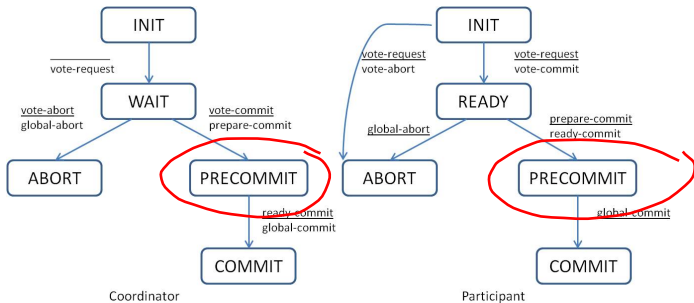 INIT
vote-request
WAIT
vote-abort
global-abort
vote-commit
prepare-commit
ABORT
PRECOMMIT
ready-commit
global-commit
COMMIT
Coordinator
INIT
vote-request
vote-abort
vote-request
vote-commit
READY
global-abort
prepare-commit
ready-commit
ABORT
PRECOMMIT
global-commit
COMMIT
Participant